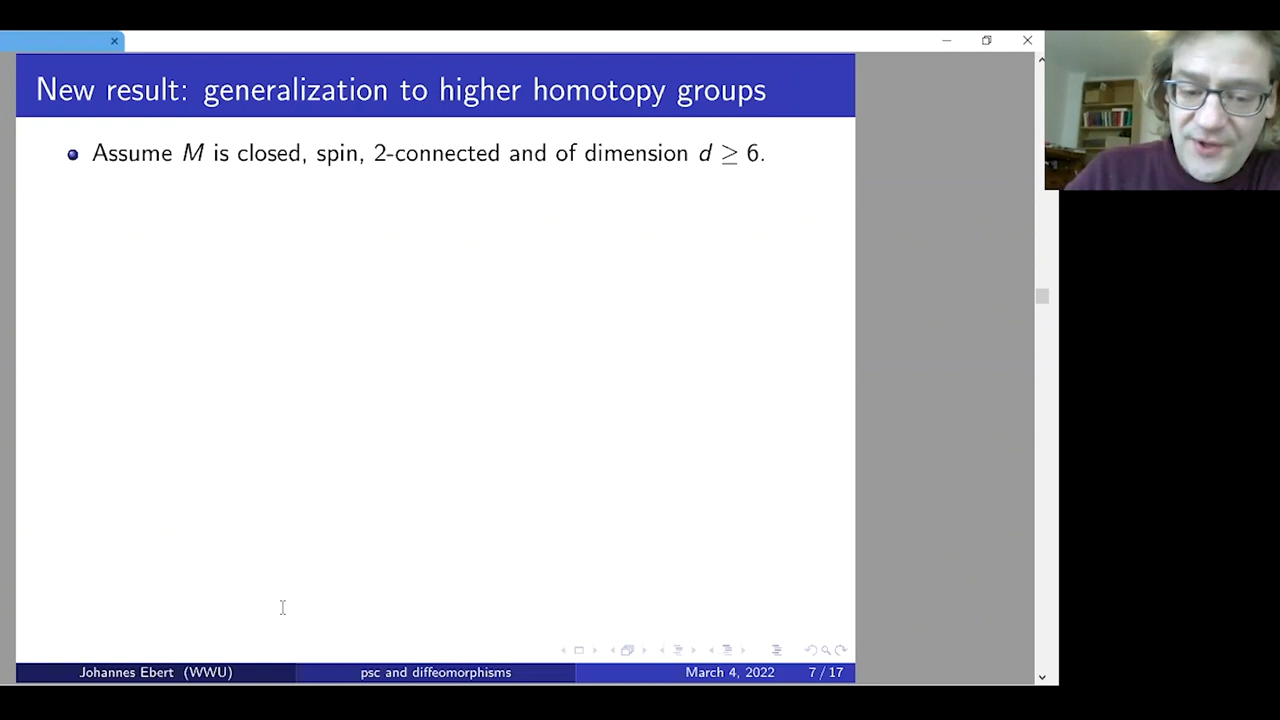 New result: generalization to higher homotopy groups
Assume M is closed, spin, 2-connected and of dimension d ≥ 6.
Johannes Ebert (WWU) psc and diffeomorphisms March 4, 2022 7 / 17